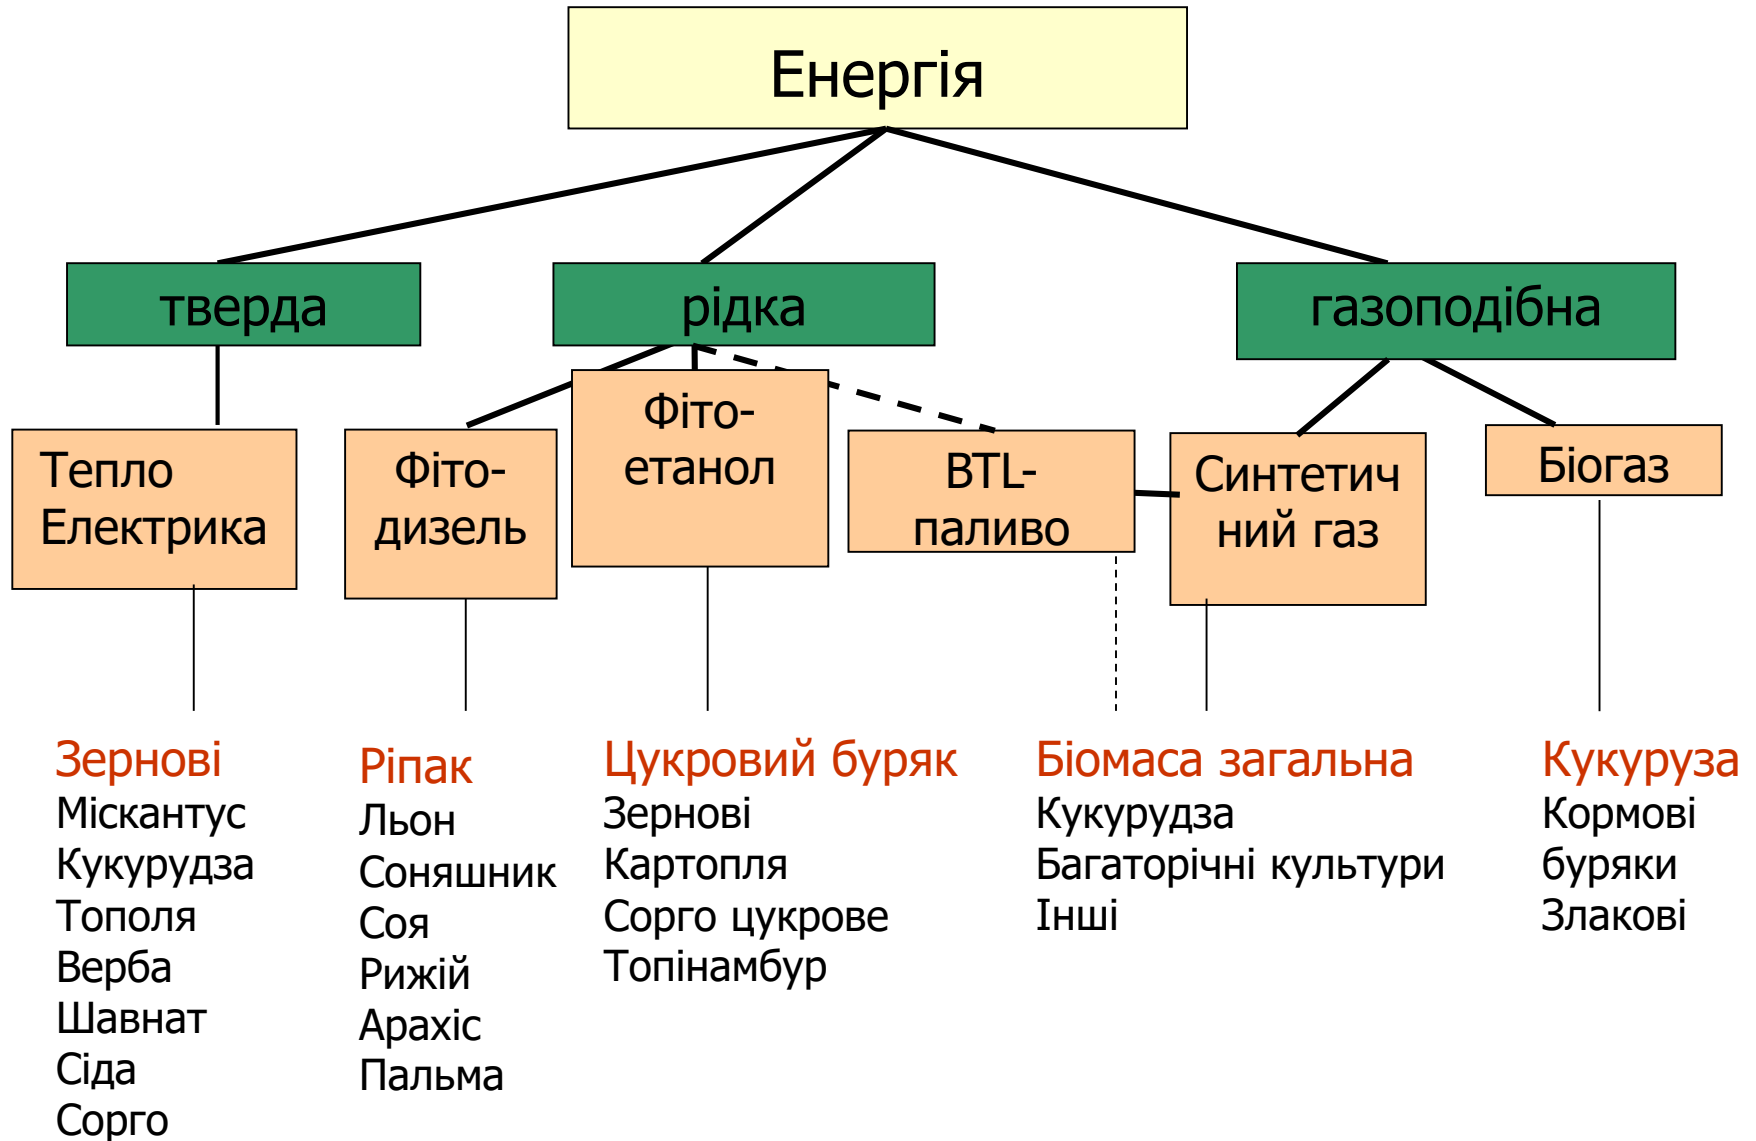 Енергія
тверда
рідка
газоподібна
Тепло
Електрика
Фіто-
дизель
Фіто-
етанол
BTL-
паливо
Синтетич
ний газ
Біогаз
Зернові
Міскантус
Кукурудза
Тополя
Верба
Шавнат
Сіда
Сорго
Ріпак
Льон
Соняшник
Соя
Рижій
Арахіс
Пальма
Цукровий буряк
Зернові
Картопля
Сорго цукрове
Топінамбур
Біомаса загальна
Кукурудза
Багаторічні культури
Інші
Кукуруза
Кормові
буряки
Злакові